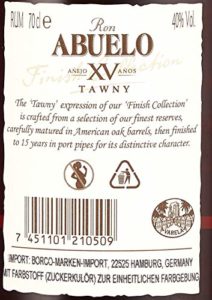 RUM 70cl e
40% Vol.
Ron
ABUELO
Finish Collection
AÑEJO XV AÑOS
TAWNY
The 'Tawny' expression of our 'Finish Collection'
is crafted from a selection of our finest reserves,
carefully matured in American oak barrels, then finished
to 15 years in port pipes for its distinctive character.
VARELA
7 451101 210509
IMPORT: BORCO-MARKEN-IMPORT, 22525 HAMBURG, GERMANY
MIT FARBSTOFF (ZUCKERKULÖR) ZUR EINHEITLICHEN FARBGEBUNG